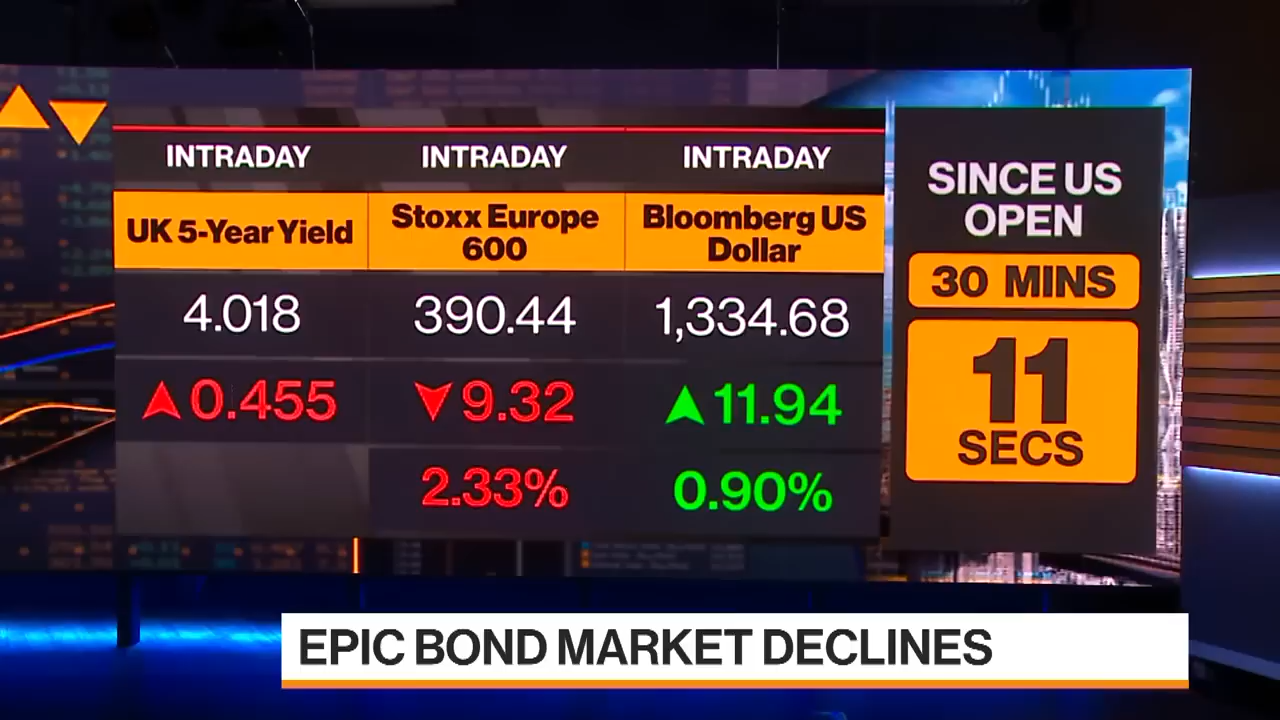 INTRADAY INTRADAY INTRADAY
UK 5-Year Yield
Stoxx Europe
600
Bloomberg US
Dollar
4.018 390.44 1,334.68
▲0.455 ▼9.32 ▲11.94
2.33% 0.90%
SINCE US
OPEN
30 MINS
11
SECS
EPIC BOND MARKET DECLINES